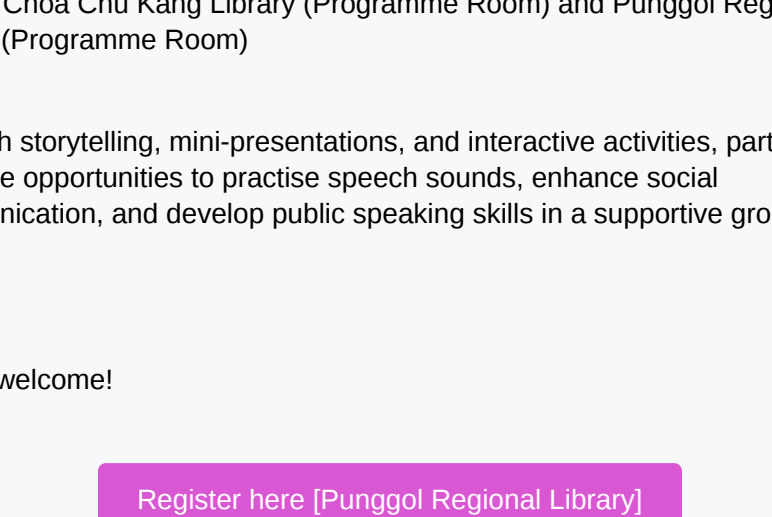 Choa Chu Kang Library (Programme Room) and Punggol Reg
(Programme Room)
h storytelling, mini-presentations, and interactive activities, part
e opportunities to practise speech sounds, enhance social
nication, and develop public speaking skills in a supportive gro
welcome!
Register here [Punggol Regional Library]